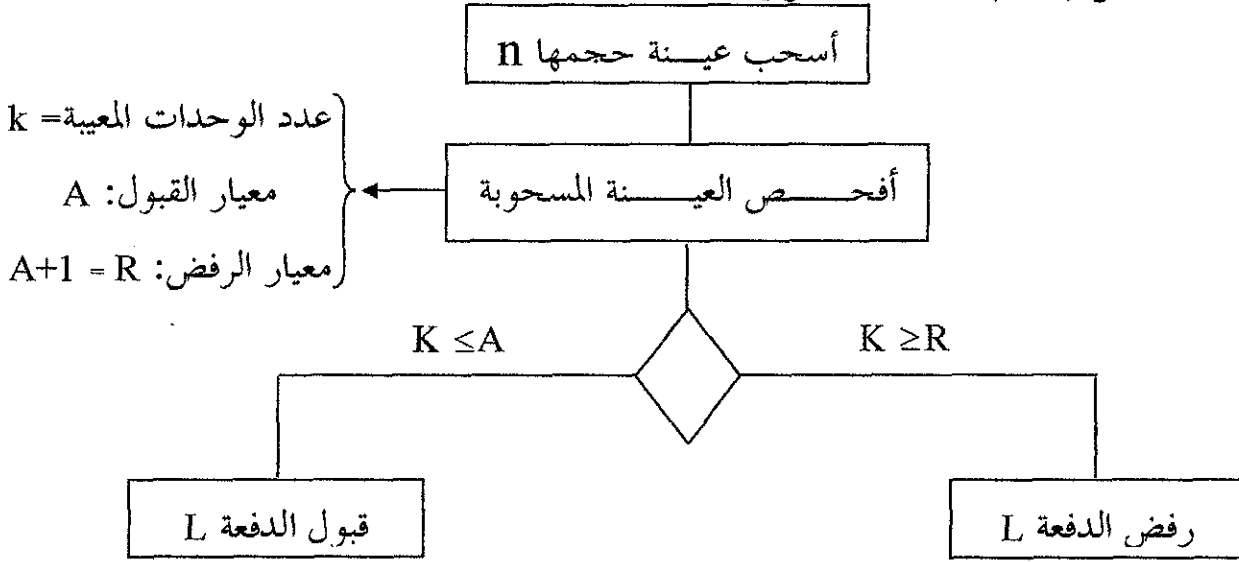 أسحب عينة حجمها n
أفحص العينة المسحوبة
عدد الوحدات المعيبة= k
معيار القبول: A
معيار الرفض: A+1 = R
K ≤A
K ≥R
قبول الدفعة L
رفض الدفعة L